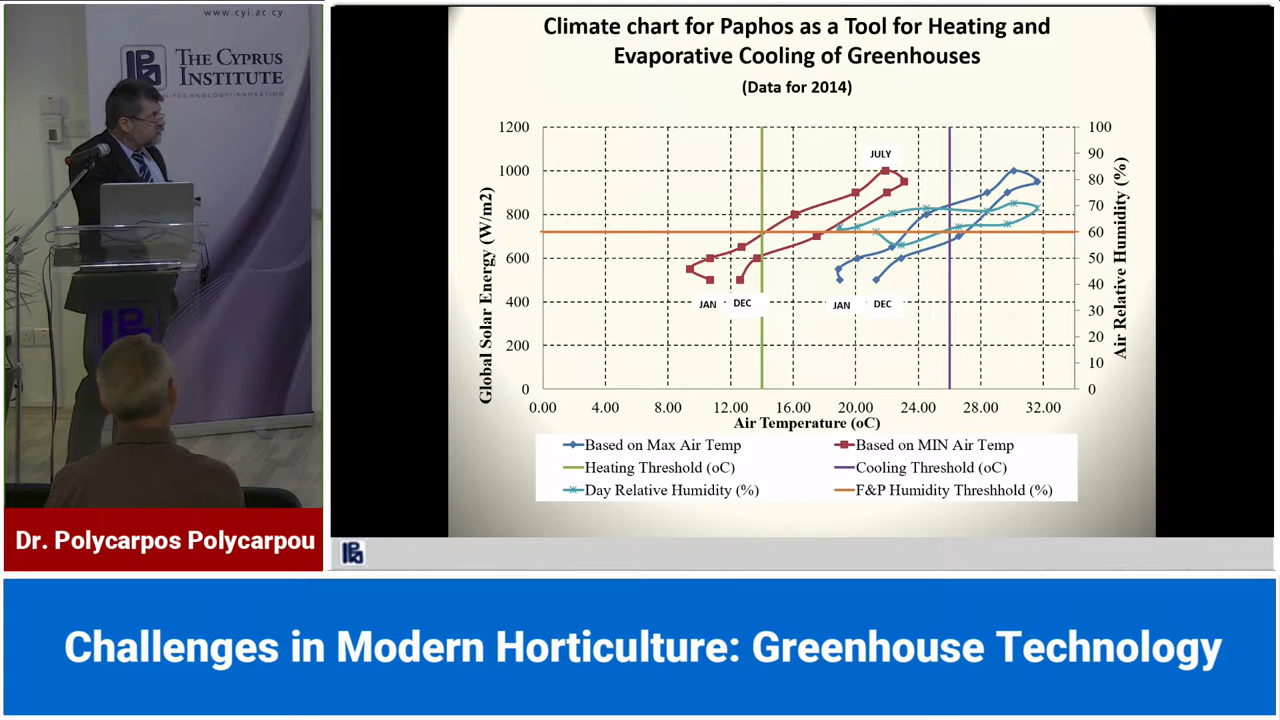 www.cyi.ac.cy
THE CYPRUS
INSTITUTE
Climate chart for Paphos as a Tool for Heating and
Evaporative Cooling of Greenhouses
(Data for 2014)
1200
1000
800
600
400
200
0
Global Solar Energy (W/m2)
100
90
80
70
60
50
40
30
20
10
0
Air Relative Humidity (%)
JULY
JAN
DEC
JAN
DEC
0.00 4.00 8.00 12.00 16.00 20.00 24.00 28.00 32.00
Air Temperature (oC)
Based on Max Air Temp
Based on MIN Air Temp
Heating Threshold (oC)
Cooling Threshold (oC)
Day Relative Humidity (%)
F&P Humidity Threshhold (%)
Dr. Polycarpos Polycarpou
Challenges in Modern Horticulture: Greenhouse Technology